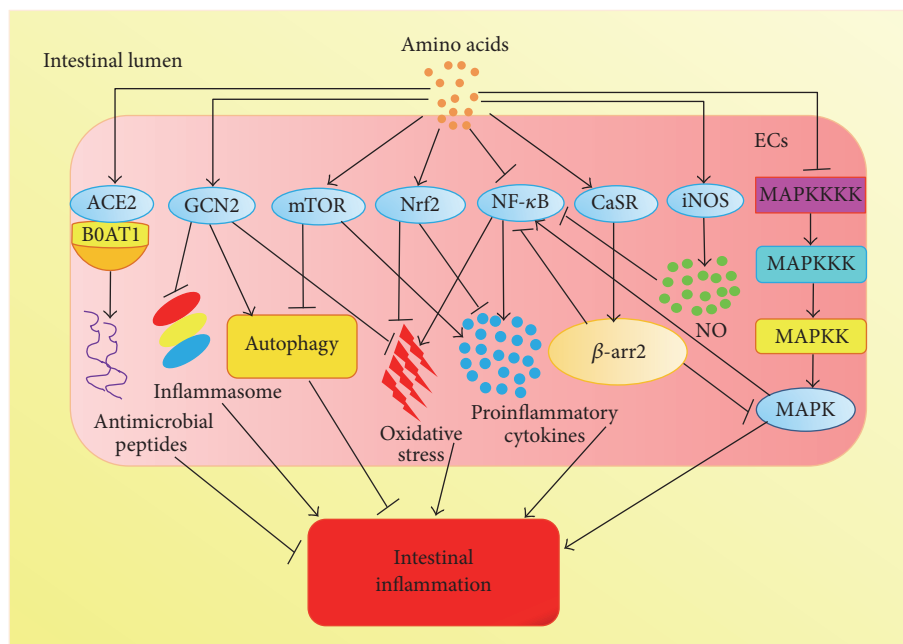 Amino acids
Intestinal lumen
ECs
ACE2
GCN2
mTOR
Nrf2
NF-κB
CaSR
iNOS
MAPKKKK
B0AT1
MAPKKK
NO
Autophagy
β-arr2
MAPKK
Inflammasome
MAPK
Antimicrobial
peptides
Oxidative
stress
Proinflammatory
cytokines
Intestinal
inflammation